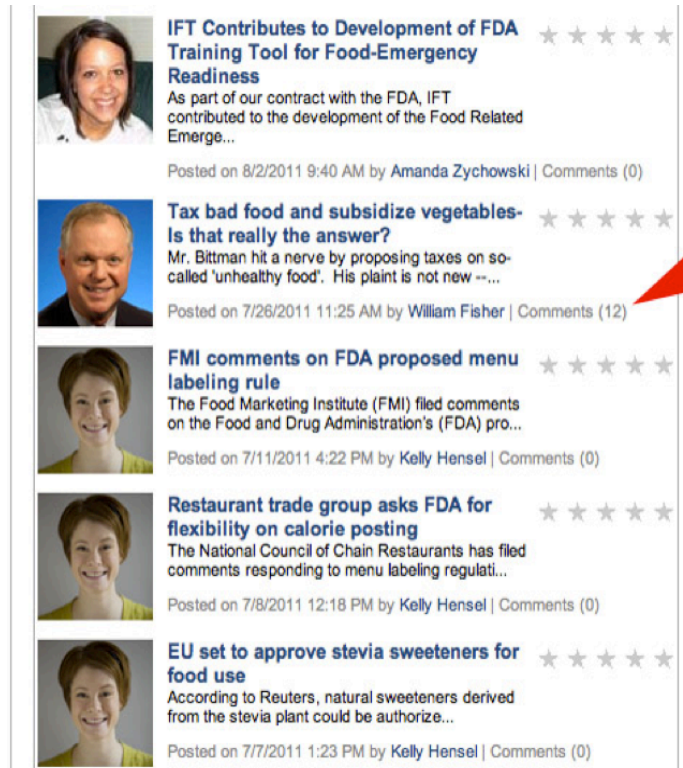 IFT Contributes to Development of FDA
Training Tool for Food-Emergency
Readiness
As part of our contract with the FDA, IFT
contributed to the development of the Food Related
Emerge...
Posted on 8/2/2011 9:40 AM by Amanda Zychowski | Comments (0)
Tax bad food and subsidize vegetables-
Is that really the answer?
Mr. Bittman hit a nerve by proposing taxes on so-
called 'unhealthy food'. His plaint is not new --...
Posted on 7/26/2011 11:25 AM by William Fisher | Comments (12)
FMI comments on FDA proposed menu
labeling rule
The Food Marketing Institute (FMI) filed comments
on the Food and Drug Administration's (FDA) pro...
Posted on 7/11/2011 4:22 PM by Kelly Hensel | Comments (0)
Restaurant trade group asks FDA for
flexibility on calorie posting
The National Council of Chain Restaurants has filed
comments responding to menu labeling regulati...
Posted on 7/8/2011 12:18 PM by Kelly Hensel | Comments (0)
EU set to approve stevia sweeteners for
food use
According to Reuters, natural sweeteners derived
from the stevia plant could be authorize...
Posted on 7/7/2011 1:23 PM by Kelly Hensel | Comments (0)